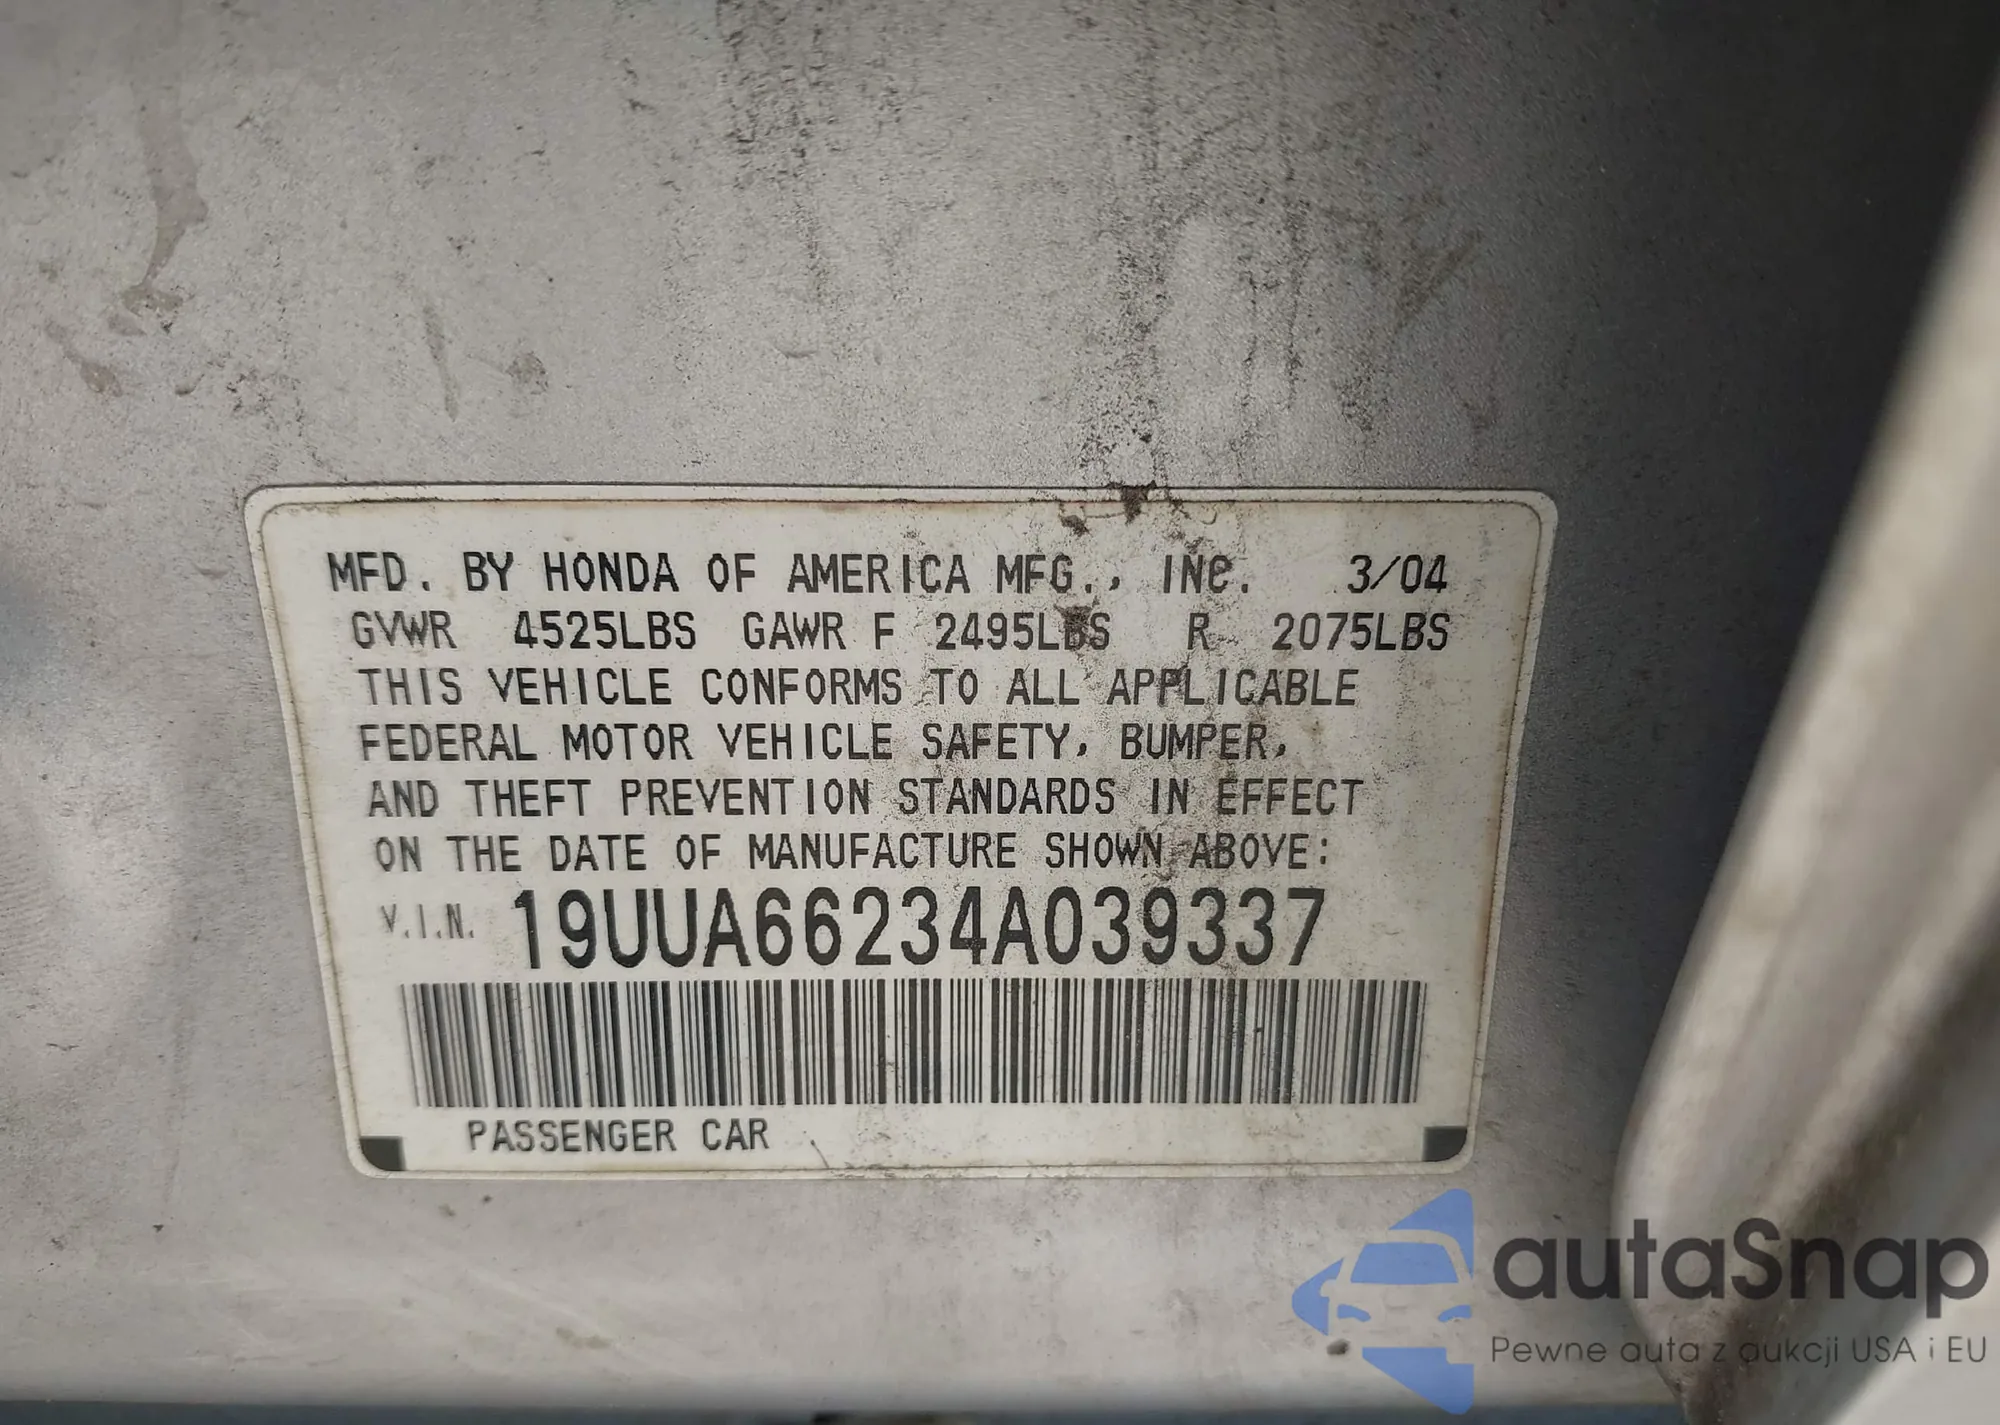 MFD. BY HONDA OF AMERICA MFG., INC. 3/04
GVWR 4525LBS GAWR F 2495LBS R 2075LBS
THIS VEHICLE CONFORMS TO ALL APPLICABLE
FEDERAL MOTOR VEHICLE SAFETY, BUMPER,
AND THEFT PREVENTION STANDARDS IN EFFECT
ON THE DATE OF MANUFACTURE SHOWN ABOVE:
V.I.N. 19UUA66234A039337
PASSENGER CAR
autaSnap
Pewne auta z aukcji USA i EU